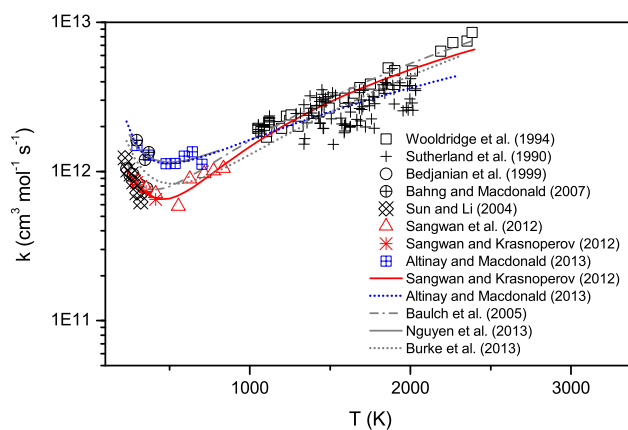 1E13
1E12
1E11
k (cm³ mol⁻¹ s⁻¹)
Wooldridge et al. (1994)
Sutherland et al. (1990)
Bedjanian et al. (1999)
Bahng and Macdonald (2007)
Sun and Li (2004)
Sangwan et al. (2012)
Sangwan and Krasnoperov (2012)
Altinay and Macdonald (2013)
Sangwan and Krasnoperov (2012)
Altinay and Macdonald (2013)
Baulch et al. (2005)
Nguyen et al. (2013)
Burke et al. (2013)
1000 2000 3000
T (K)